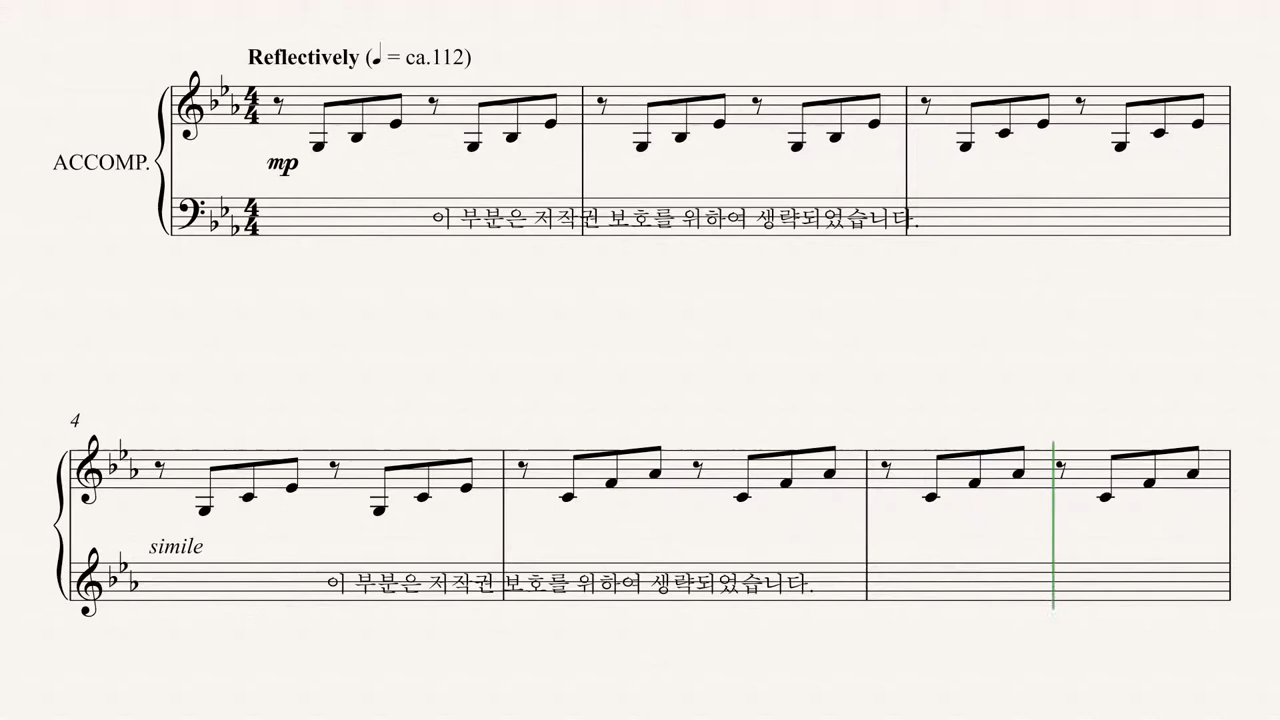 Reflectively (♩ = ca.112)
ACCOMP.
mp
이 부분은 저작권 보호를 위하여 생략되었습니다.
4
simile
이 부분은 저작권 보호를 위하여 생략되었습니다.